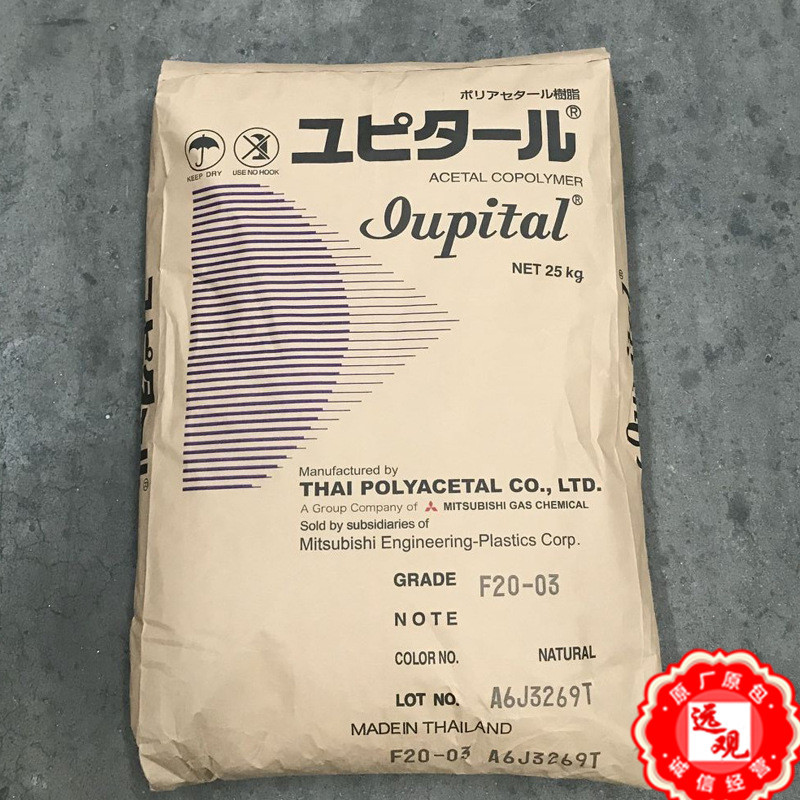 ポリアセタール樹脂
ユピタール®
KEEP DRY
USE NO HOOK
ACETAL COPOLYMER
Iupital®
NET 25 kg
Manufactured by
THAI POLYACETAL CO., LTD.
A Group Company of MITSUBISHI GAS CHEMICAL
Sold by subsidiaries of
Mitsubishi Engineering-Plastics Corp.
GRADE F20-03
NOTE
COLOR NO. NATURAL
LOT NO. A6J3269T
MADE IN THAILAND
F20-03 A6J3269T
原厂原包
远观
诚信经营